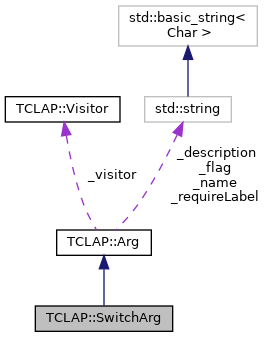 std::basic_string<
Char >
TCLAP::Visitor
std::string
_visitor
_description
_flag
_name
_requireLabel
TCLAP::Arg
TCLAP::SwitchArg